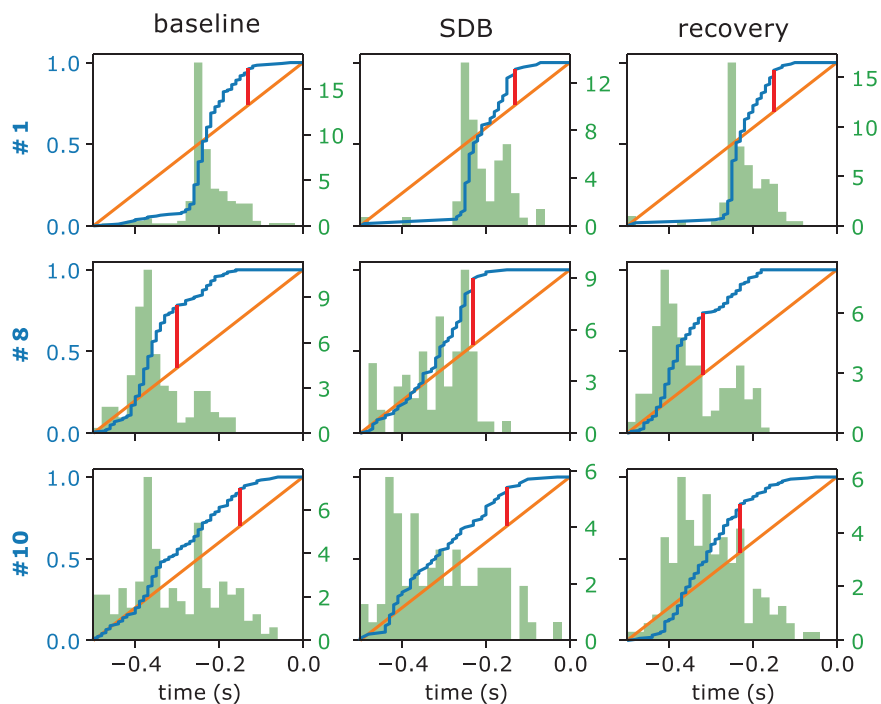 baseline SDB recovery
#1 1.0 0.5 0.0 15 10 5 0 12 8 4 0 15 10 5 0
#8 1.0 0.5 0.0 9 6 3 0 9 6 3 0 6 3 0
#10 1.0 0.5 0.0 6 4 2 0 6 4 2 0 6 4 2 0
−0.4 −0.2 0.0 −0.4 −0.2 0.0 −0.4 −0.2 0.0
time (s) time (s) time (s)